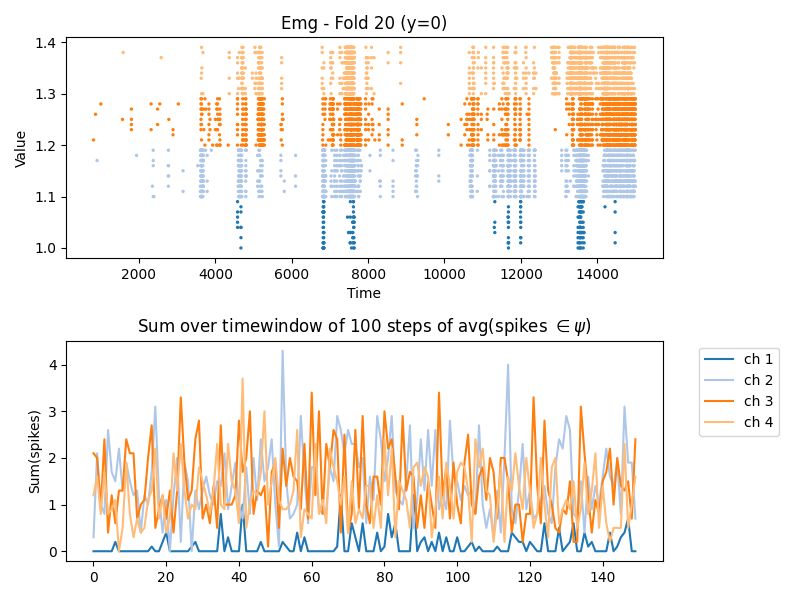 Emg - Fold 20 (y=0)
1.4
1.3
1.2
1.1
1.0
Value
2000 4000 6000 8000 10000 12000 14000
Time
Sum over timewindow of 100 steps of avg(spikes ∈ ψ)
4
3
2
1
0
Sum(spikes)
0 20 40 60 80 100 120 140
ch 1
ch 2
ch 3
ch 4